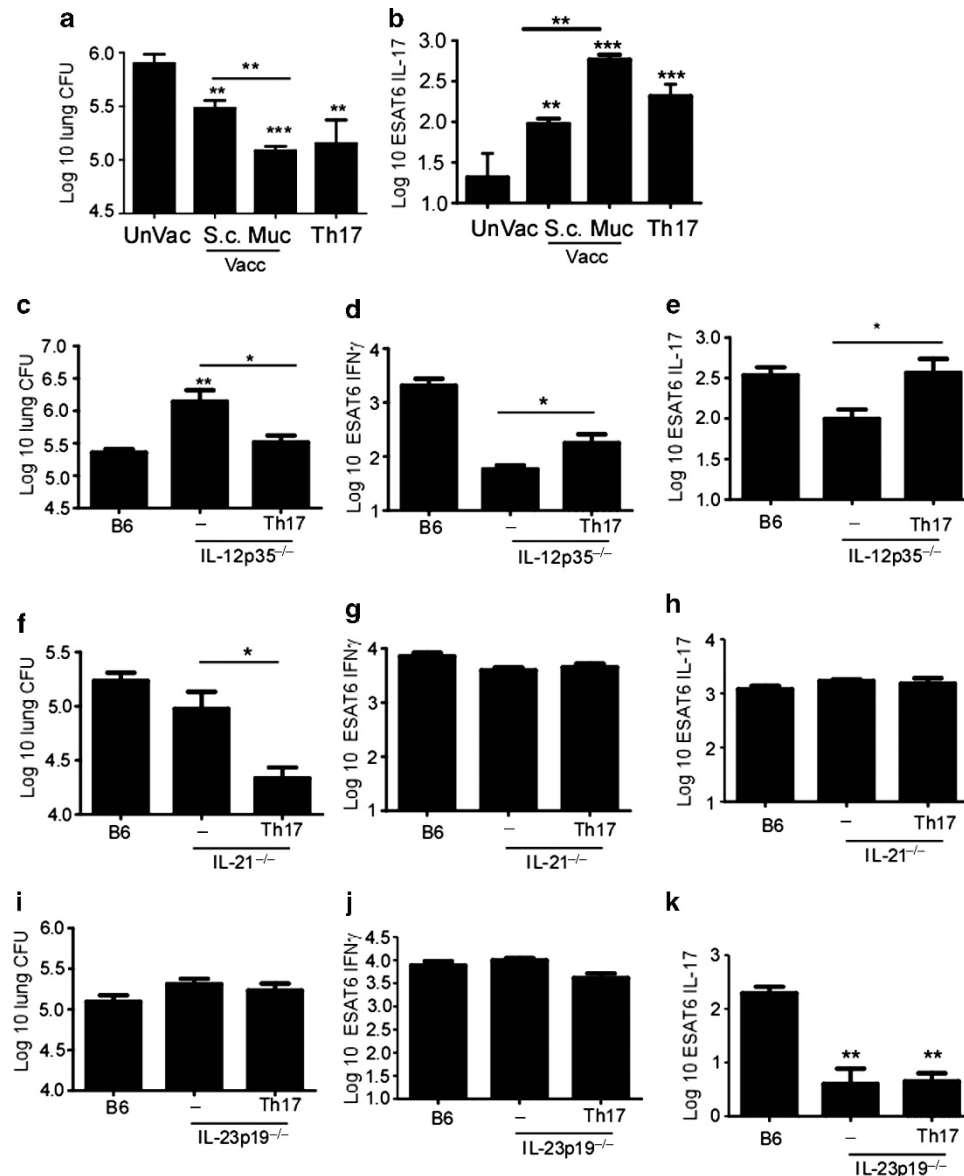 a
Log 10 lung CFU
6.0
5.5
5.0
4.5
**
**
***
**
UnVac S.c. Muc Th17
Vacc
b
Log 10 ESAT6 IL-17
3.0
2.5
2.0
1.5
1.0
**
**
***
***
UnVac S.c. Muc Th17
Vacc
c
Log 10 lung CFU
7.0
6.5
6.0
5.5
5.0
4.5
**
*
B6 – Th17
IL-12p35–/–
d
Log 10 ESAT6 IFN-γ
4
3
2
1
*
B6 – Th17
IL-12p35–/–
e
Log 10 ESAT6 IL-17
3.0
2.5
2.0
1.5
1.0
*
B6 – Th17
IL-12p35–/–
f
Log 10 lung CFU
5.5
5.0
4.5
4.0
*
B6 – Th17
IL-21–/–
g
Log 10 ESAT6 IFN-γ
4
3
2
1
B6 – Th17
IL-21–/–
h
Log 10 ESAT6 IL-17
4
3
2
1
B6 – Th17
IL-21–/–
i
Log 10 lung CFU
6.0
5.5
5.0
4.5
4.0
B6 – Th17
IL-23p19–/–
j
Log 10 ESAT6 IFN-γ
4.5
4.0
3.5
3.0
2.5
2.0
1.5
1.0
B6 – Th17
IL-23p19–/–
k
Log 10 ESAT6 IL-17
3
2
1
0
**
**
B6 – Th17
IL-23p19–/–